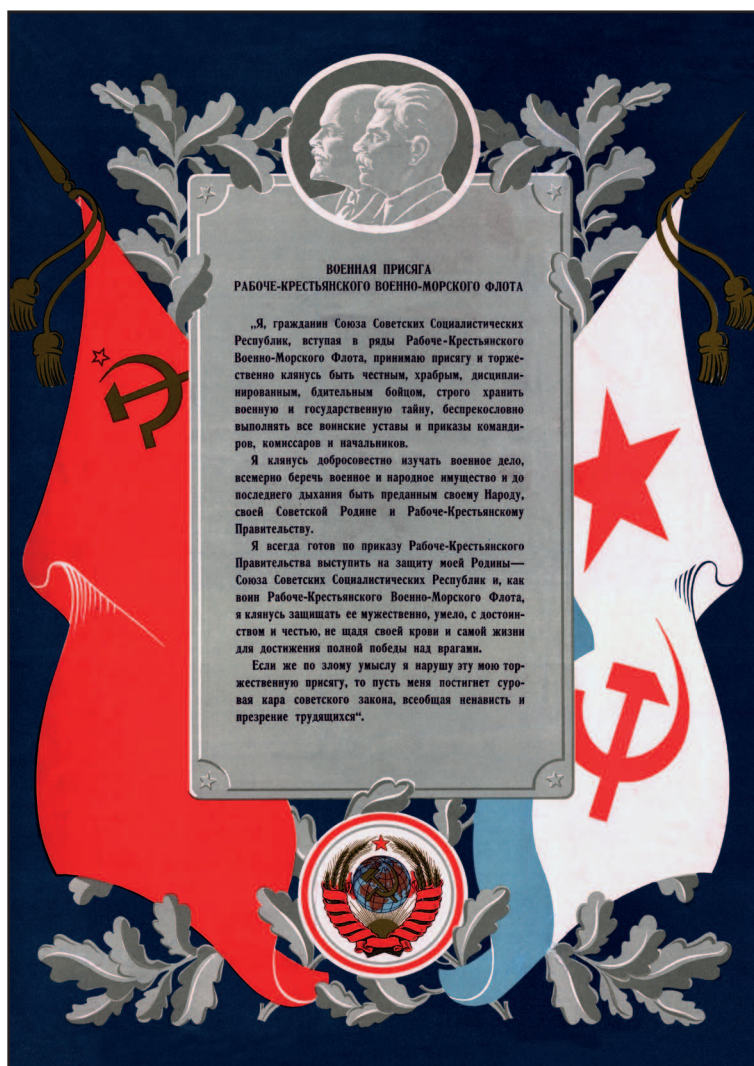 ВОЕННАЯ ПРИСЯГА
РАБОЧЕ-КРЕСТЬЯНСКОГО ВОЕННО-МОРСКОГО ФЛОТА
„Я, гражданин Союза Советских Социалистических
Республик, вступая в ряды Рабоче-Крестьянского
Военно-Морского Флота, принимаю присягу и торже-
ственно клянусь быть честным, храбрым, дисципли-
нированным, бдительным бойцом, строго хранить
военную и государственную тайну, беспрекословно
выполнять все воинские уставы и приказы команди-
ров, комиссаров и начальников.
Я клянусь добросовестно изучать военное дело,
всемерно беречь военное и народное имущество и до
последнего дыхания быть преданным своему Народу,
своей Советской Родине и Рабоче-Крестьянскому
Правительству.
Я всегда готов по приказу Рабоче-Крестьянского
Правительства выступить на защиту моей Родины—
Союза Советских Социалистических Республик и, как
воин Рабоче-Крестьянского Военно-Морского Флота,
я клянусь защищать ее мужественно, умело, с достоин-
ством и честью, не щадя своей крови и самой жизни
для достижения полной победы над врагами.
Если же по злому умыслу я нарушу эту мою тор-
жественную присягу, то пусть меня постигнет суро-
вая кара советского закона, всеобщая ненависть и
презрение трудящихся“.